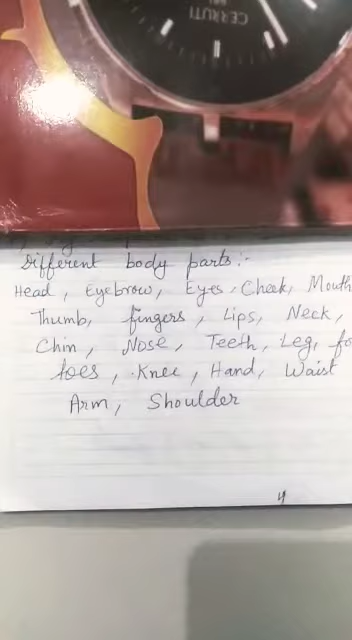 CERRUTI
1881
Different body parts:-
Head, Eyebrow, Eyes, Cheek, Mouth
Thumb, fingers, Lips, Neck,
Chin, Nose, Teeth, Leg,
toes, Knee, Hand, Waist
Arm, Shoulder
4